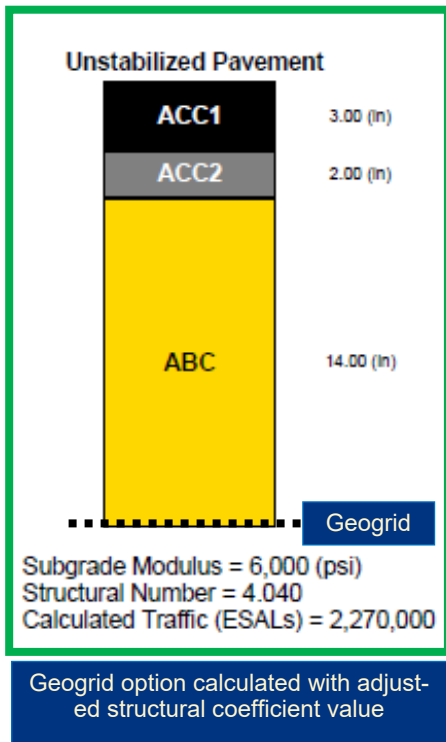 Unstabilized Pavement
ACC1 3.00 (in)
ACC2 2.00 (in)
ABC 14.00 (in)
Geogrid
Subgrade Modulus = 6,000 (psi)
Structural Number = 4.040
Calculated Traffic (ESALs) = 2,270,000
Geogrid option calculated with adjust-
ed structural coefficient value